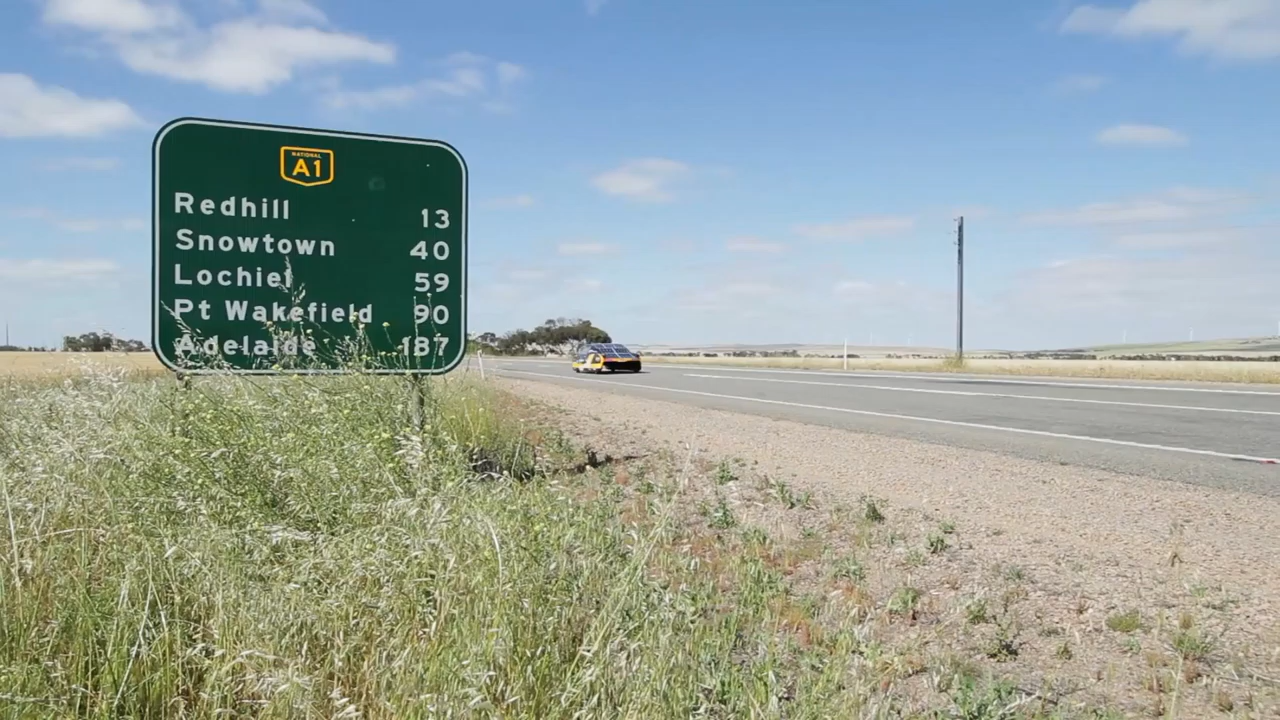 NATIONAL
A1
Redhill 13
Snowtown 40
Lochiel 59
Pt Wakefield 90
Adelaide 187